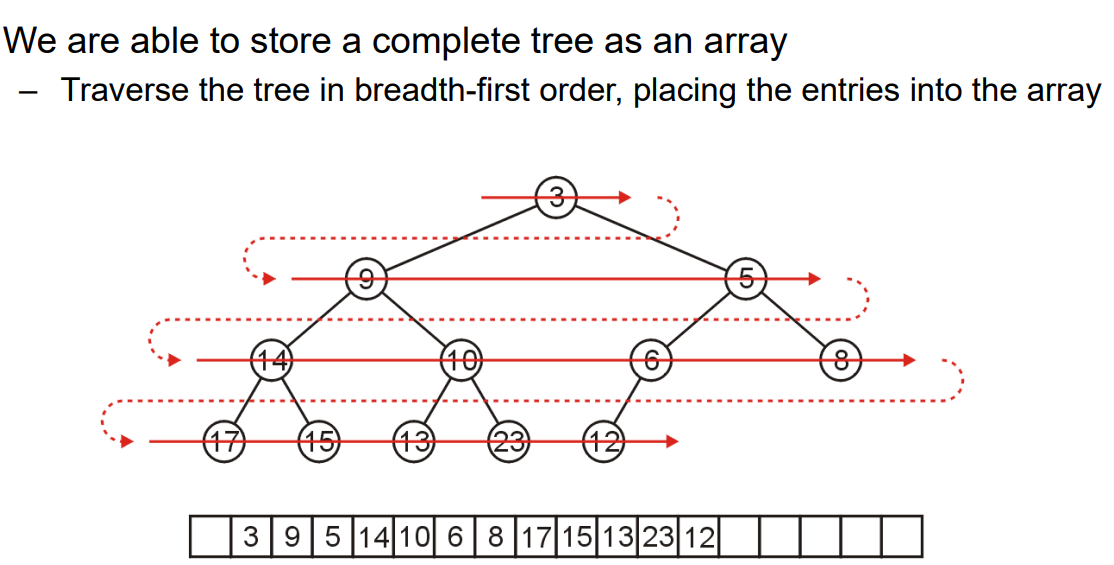 We are able to store a complete tree as an array
– Traverse the tree in breadth-first order, placing the entries into the array
3
9 5
14 10 6 8
17 15 13 23 12
3 9 5 14 10 6 8 17 15 13 23 12